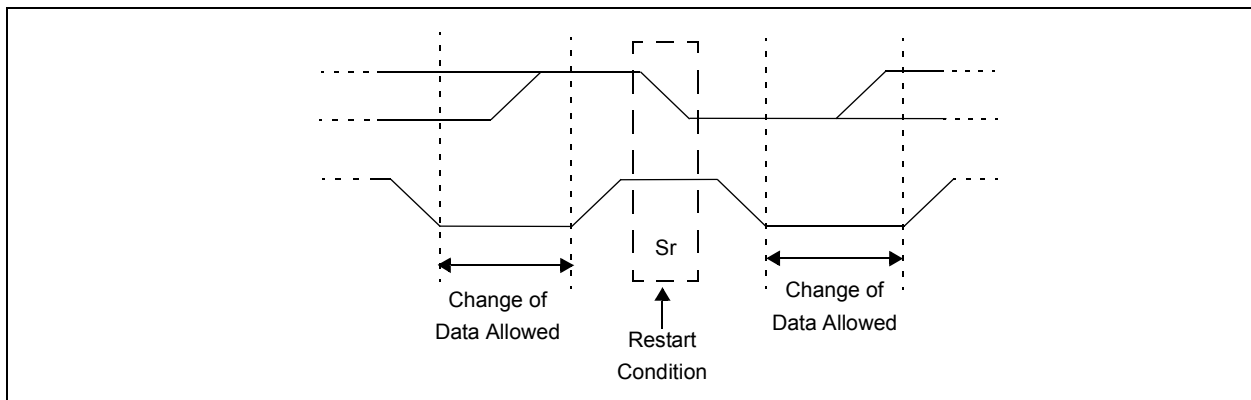 Sr
Change of
Data Allowed
Restart
Condition
Change of
Data Allowed